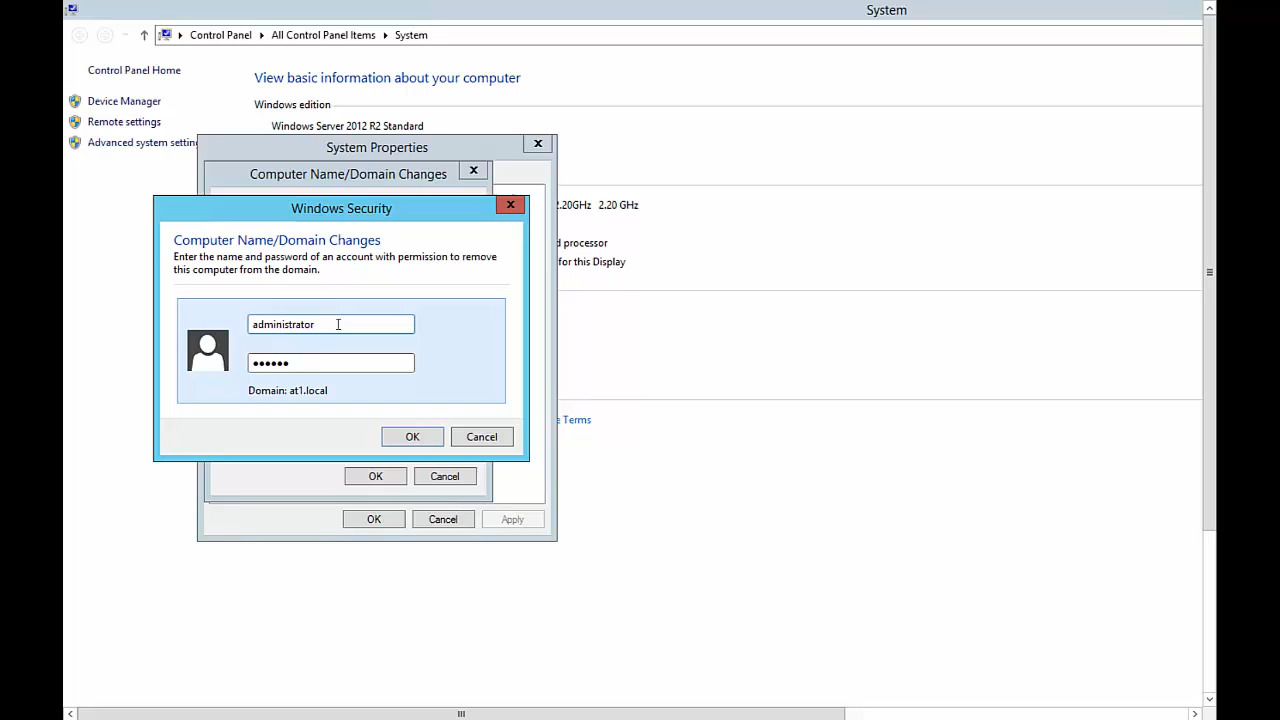 System
Control Panel All Control Panel Items System
Control Panel Home
Device Manager
Remote settings
Advanced system
View basic information about your computer
Windows edition
Windows Server 2012 R2 Standard
System Properties
Computer Name/Domain Changes
2.20GHz 2.20 GHz
processor
for this Display
Terms
Windows Security
Computer Name/Domain Changes
Enter the name and password of an account with permission to remove
this computer from the domain.
administrator
••••••
Domain: at1.local
OK Cancel
OK Cancel
OK Cancel Apply